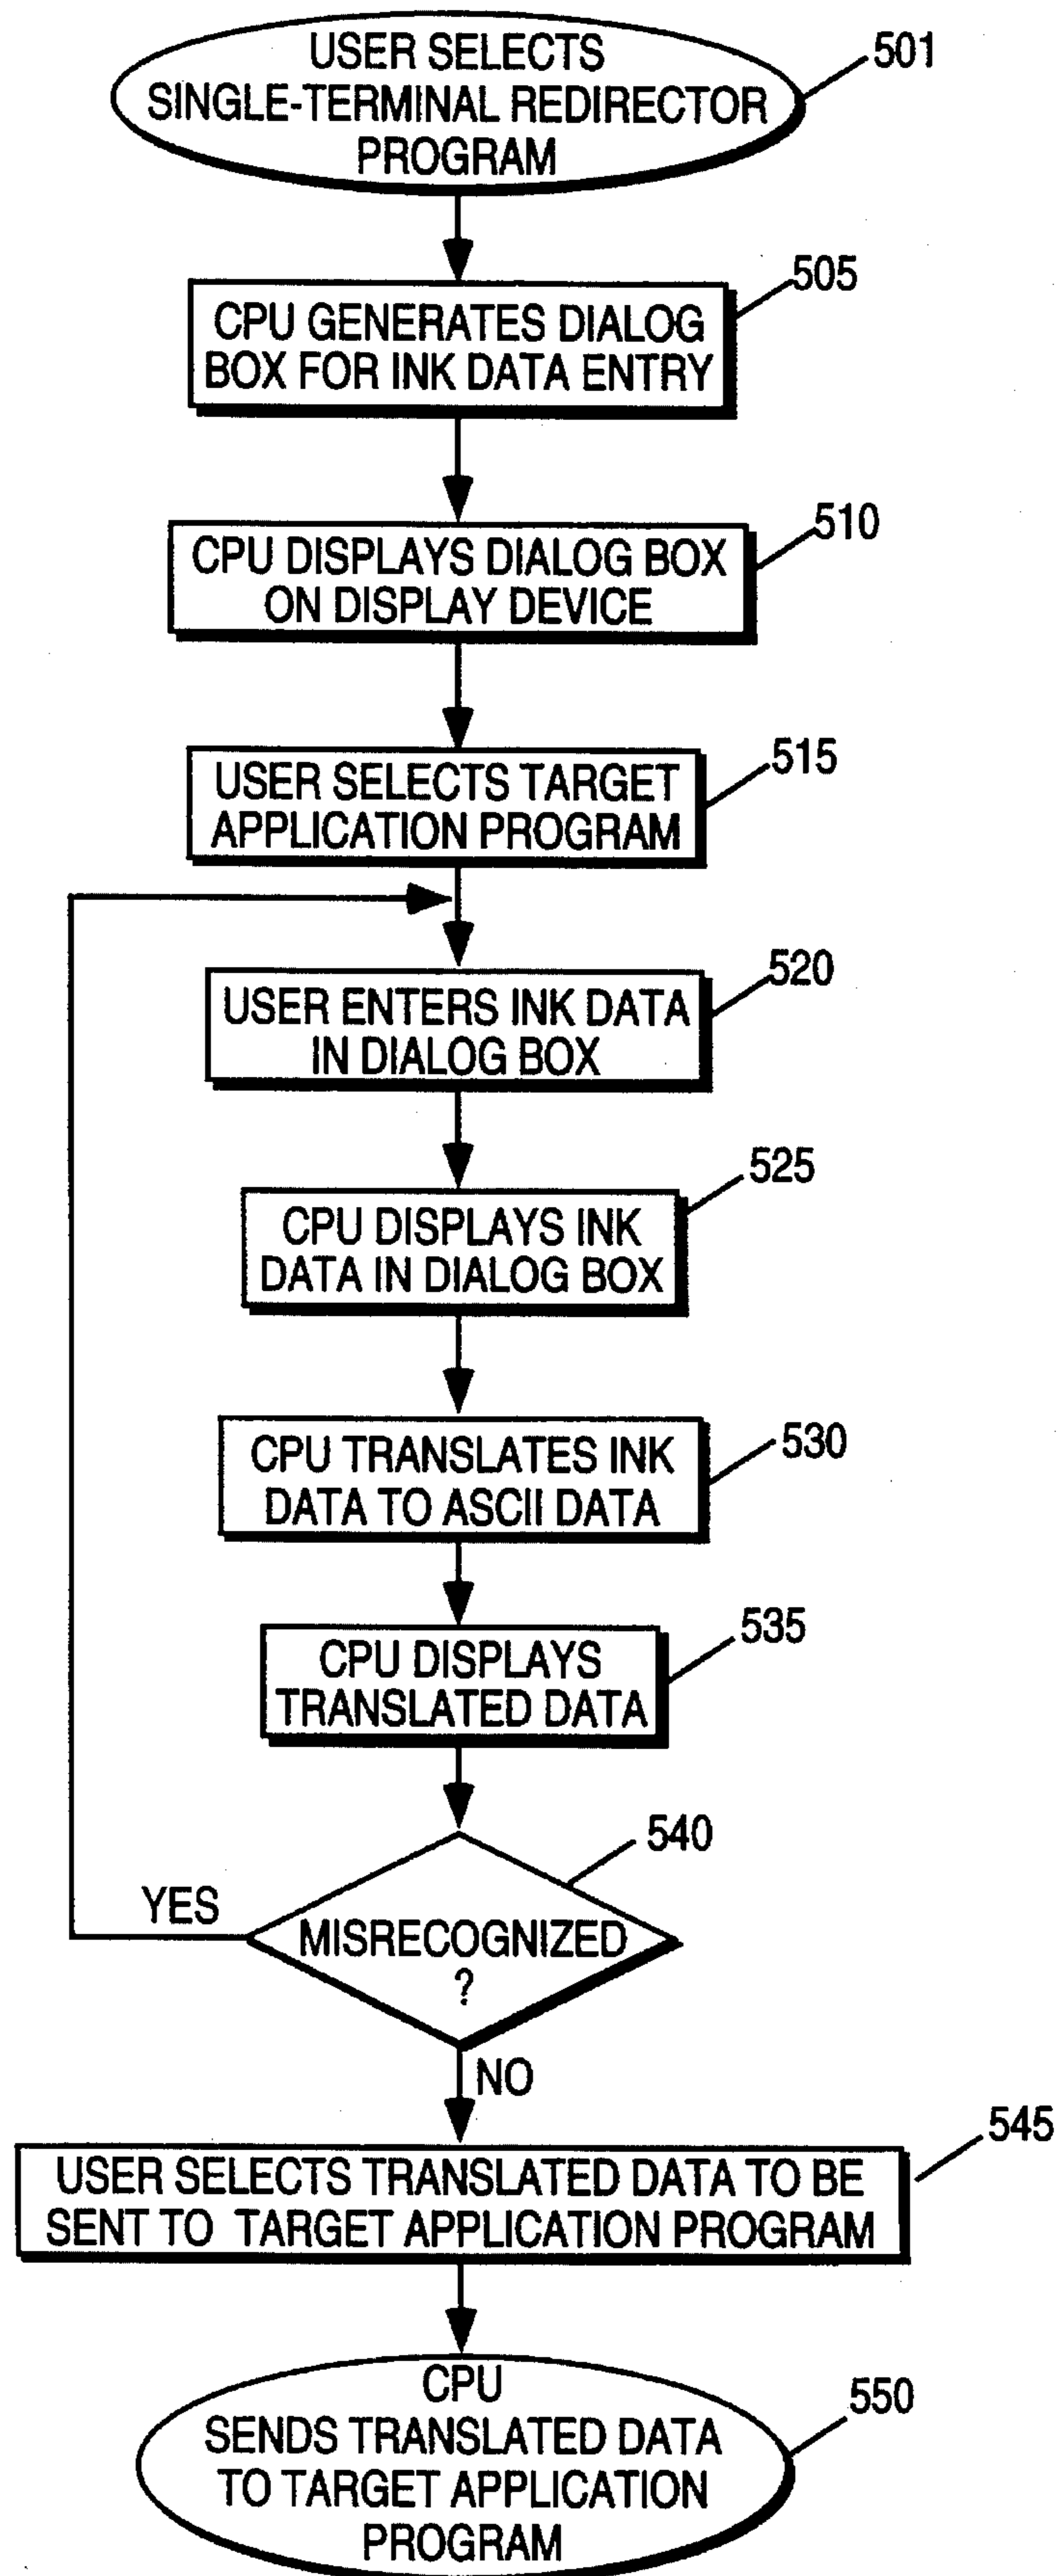 USER SELECTS
SINGLE-TERMINAL REDIRECTOR
PROGRAM
501
CPU GENERATES DIALOG
BOX FOR INK DATA ENTRY
505
CPU DISPLAYS DIALOG BOX
ON DISPLAY DEVICE
510
USER SELECTS TARGET
APPLICATION PROGRAM
515
USER ENTERS INK DATA
IN DIALOG BOX
520
CPU DISPLAYS INK
DATA IN DIALOG BOX
525
CPU TRANSLATES INK
DATA TO ASCII DATA
530
CPU DISPLAYS
TRANSLATED DATA
535
MISRECOGNIZED
?
540
YES
NO
USER SELECTS TRANSLATED DATA TO BE
SENT TO TARGET APPLICATION PROGRAM
545
CPU
SENDS TRANSLATED DATA
TO TARGET APPLICATION
PROGRAM
550